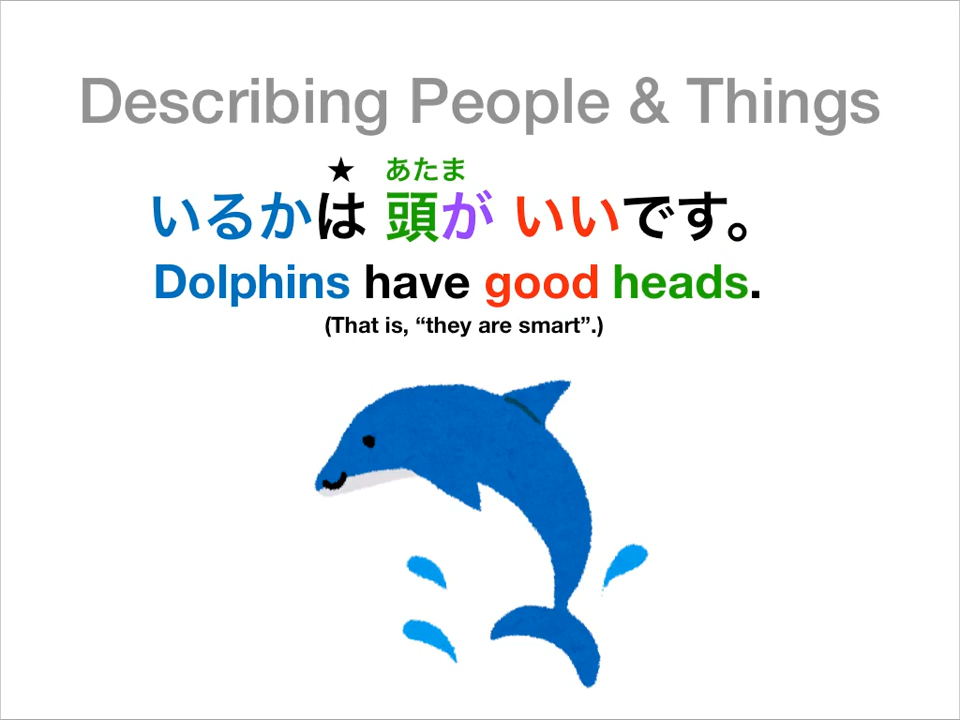 Describing People & Things
★ あたま
いるかは 頭が いいです。
Dolphins have good heads.
(That is, “they are smart”.)